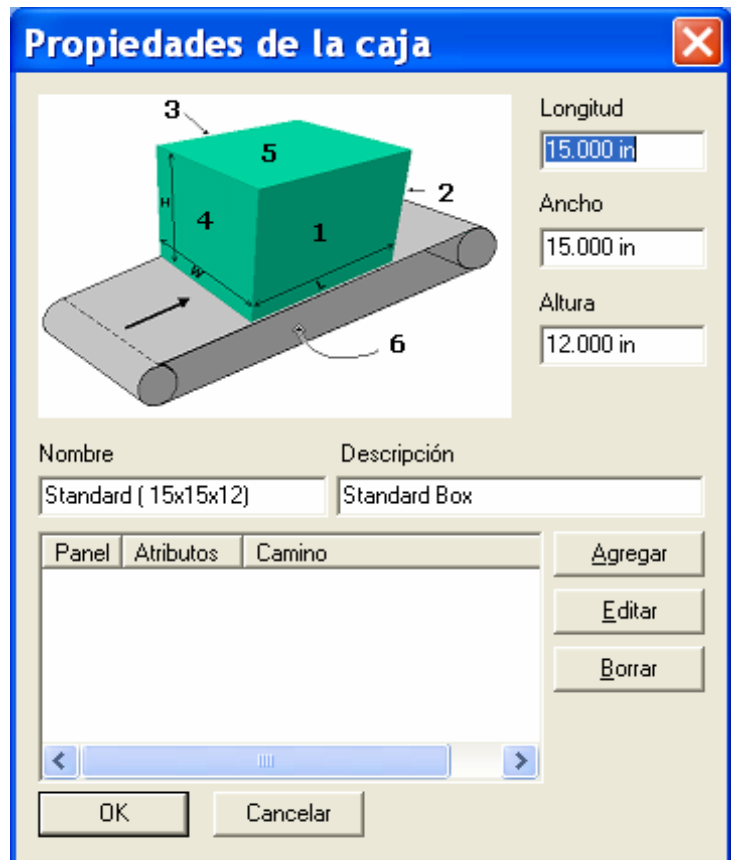 Propiedades de la caja
3
5
2
H
4
1
W
L
6
Longitud
15.000 in
Ancho
15.000 in
Altura
12.000 in
Nombre
Descripción
Standard ( 15x15x12)
Standard Box
Panel Atributos Camino
Agregar
Editar
Borrar
OK
Cancelar